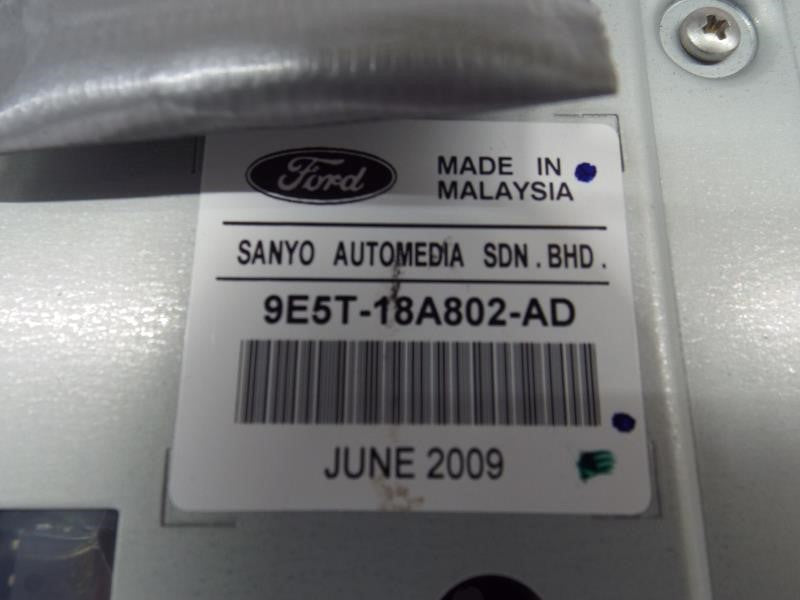 Ford
MADE IN
MALAYSIA
SANYO AUTOMEDIA SDN . BHD .
9E5T-18A802-AD
JUNE 2009